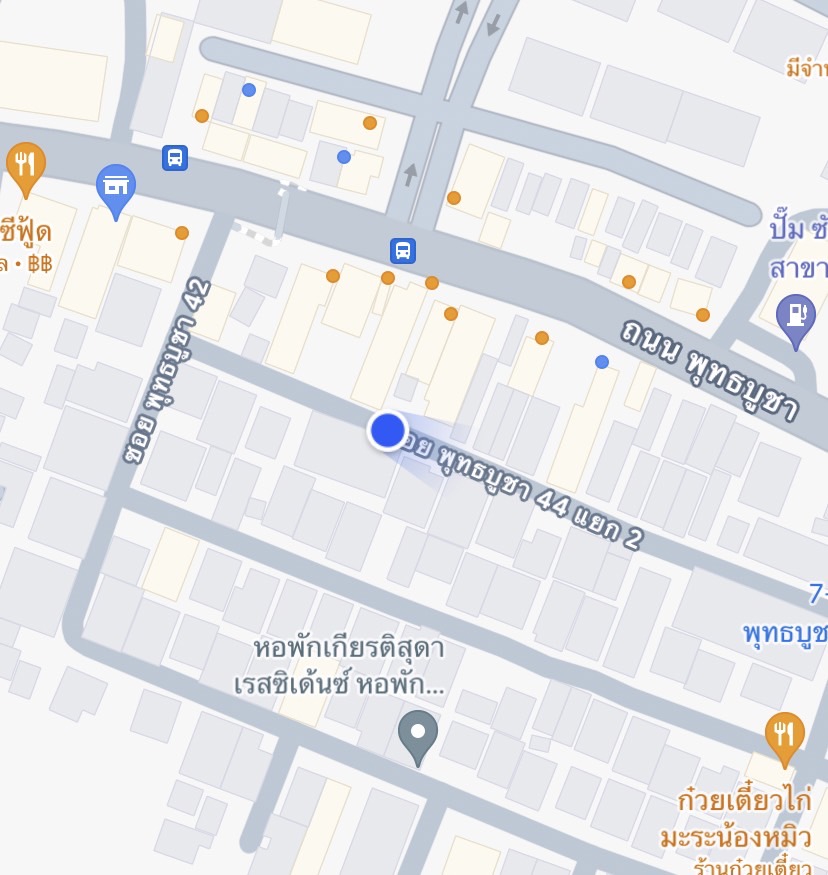 มีจำน
ซีฟู้ด
ล • ฿฿
ปั๊ม ซั
สาขา
ซอย พุทธบูชา 42
ถนน พุทธบูชา
อย พุทธบูชา 44 แยก 2
7-
พุทธบูช
หอพักเกียรติสุดา
เรสซิเด้นซ์ หอพัก...
ก๋วยเตี๋ยวไก่
มะระน้องหมิว
ร้านก๋วยเตี๋ยว